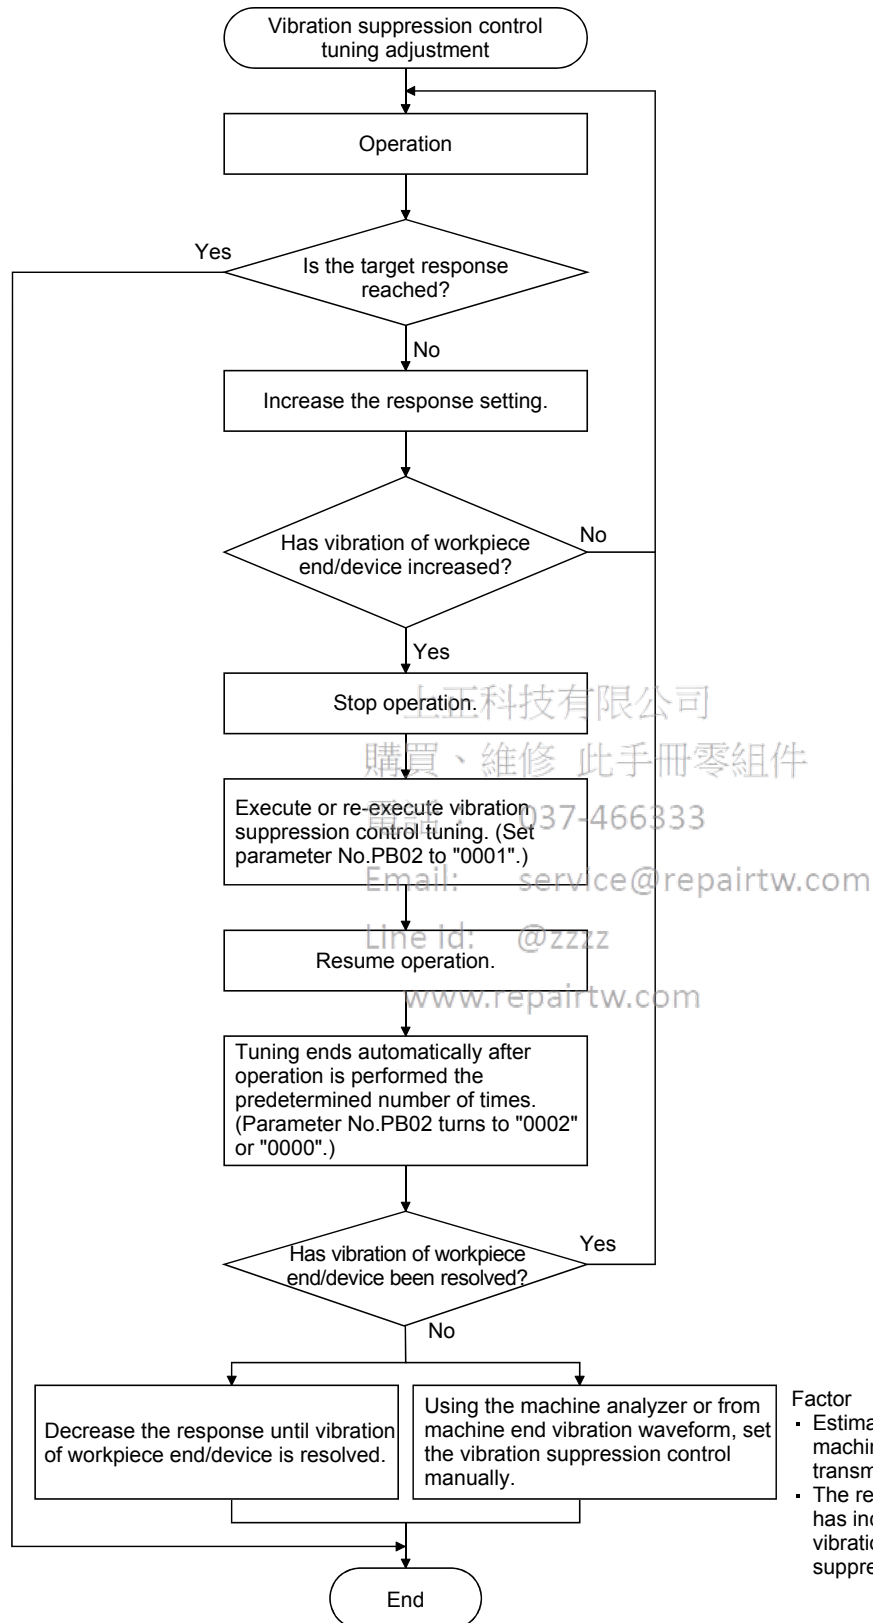 Vibration suppression control
tuning adjustment
Operation
Yes
Is the target response
reached?
No
Increase the response setting.
Has vibration of workpiece
end/device increased?
No
Yes
Stop operation.
上正科技有限公司
購買、維修 此手冊零組件
Execute or re-execute vibration
suppression control tuning. (Set
parameter No.PB02 to "0001".)
電話： 037-466333
Email: service@repairtw.com
Line id: @zzzz
Resume operation.
www.repairtw.com
Tuning ends automatically after
operation is performed the
predetermined number of times.
(Parameter No.PB02 turns to "0002"
or "0000".)
Has vibration of workpiece
end/device been resolved?
Yes
No
Decrease the response until vibration
of workpiece end/device is resolved.
Using the machine analyzer or from
machine end vibration waveform, set
the vibration suppression control
manually.
Factor
The
End